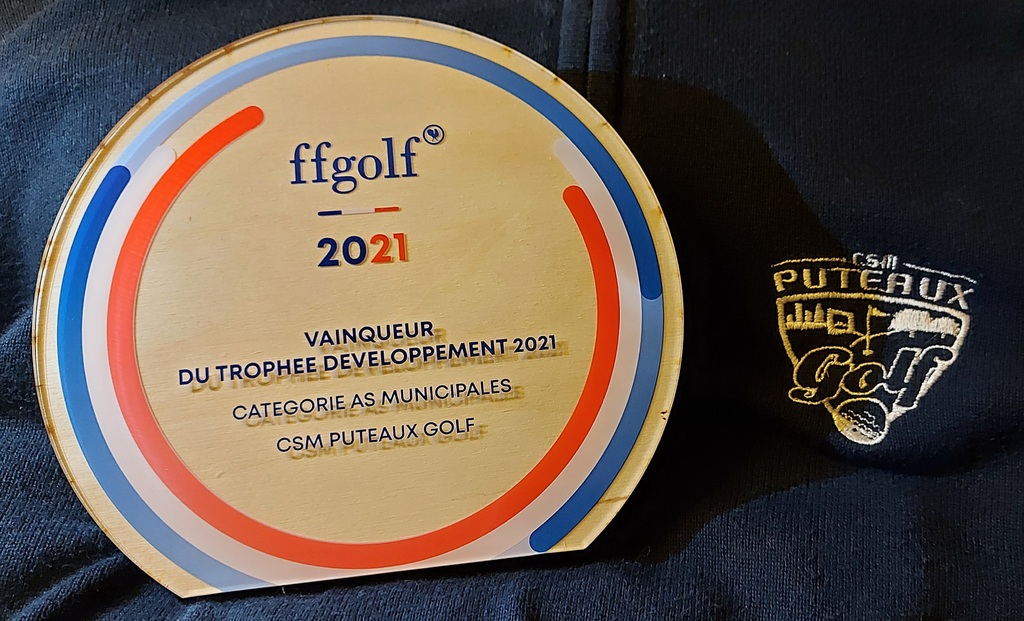 ffgolf
2021
VAINQUEUR
DU TROPHEE DEVELOPPEMENT 2021
CATEGORIE AS MUNICIPALES
CSM PUTEAUX GOLF
CSM
PUTEAUX
Golf